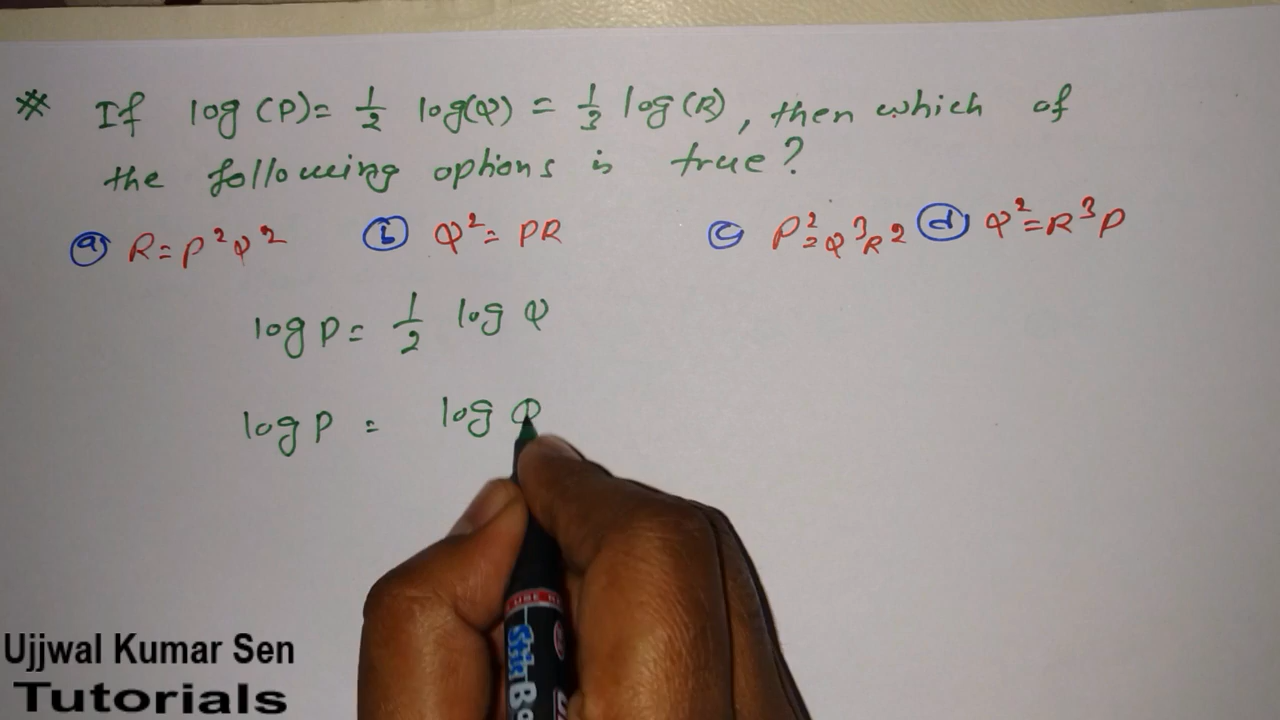 * If log (P) = 1/2 log(Q) = 1/3 log(R), then which of
the following options is true?
(a) R = P²Q² (b) Q² = PR (c) P² = Q³R² (d) Q² = R³P
log P = 1/2 log Q
log P = log Q
Ujjwal Kumar Sen
Tutorials